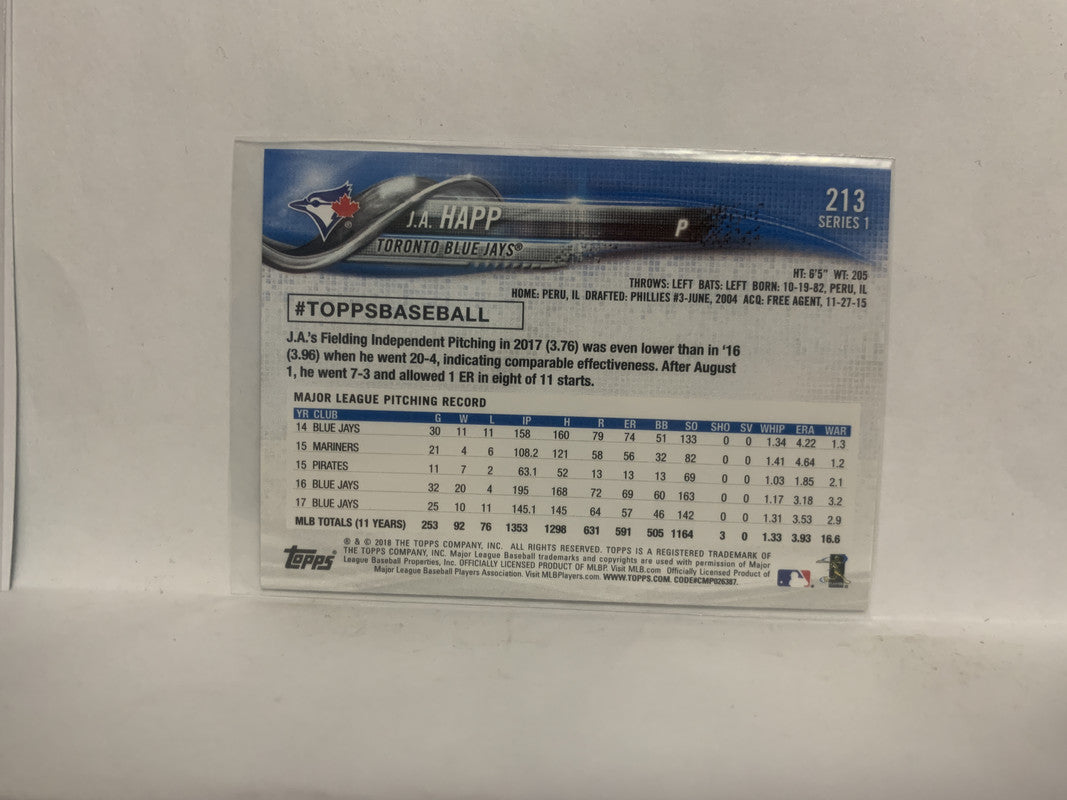 213
SERIES 1
J.A. HAPP
P
TORONTO BLUE JAYS®
HT: 6'5" WT: 205
THROWS: LEFT BATS: LEFT BORN: 10-19-82, PERU, IL
HOME: PERU, IL DRAFTED: PHILLIES #3-JUNE, 2004 ACQ: FREE AGENT, 11-27-15
#TOPPSBASEBALL
J.A.'s Fielding Independent Pitching in 2017 (3.76) was even lower than in '16
(3.96) when he went 20-4, indicating comparable effectiveness. After August
1, he went 7-3 and allowed 1 ER in eight of 11 starts.
MAJOR LEAGUE PITCHING RECORD
YR CLUB G W L IP H R ER BB SO SHO SV WHIP ERA WAR
14 BLUE JAYS 30 11 11 158 160 79 74 51 133 0 0 1.34 4.22 1.3
15 MARINERS 21 4 6 108.2 121 58 56 32 82 0 0 1.41 4.64 1.2
15 PIRATES 11 7 2 63.1 52 13 13 13 69 0 0 1.03 1.85 2.1
16 BLUE JAYS 32 20 4 195 168 72 69 60 163 0 0 1.17 3.18 3.2
17 BLUE JAYS 25 10 11 145.1 145 64 57 46 142 0 0 1.31 3.53 2.9
MLB TOTALS (11 YEARS) 253 92 76 1353 1298 631 591 505 1164 3 0 1.33 3.93 16.6
topps
® & © 2018 THE TOPPS COMPANY, INC. ALL RIGHTS RESERVED. TOPPS IS A REGISTERED TRADEMARK OF
THE TOPPS COMPANY, INC. Major League Baseball trademarks and copyrights are used with permission of Major
League Baseball Properties, Inc. OFFICIALLY LICENSED PRODUCT OF MLBP. Visit MLB.com Officially Licensed Product of
Major League Baseball Players Association. Visit MLBPlayers.com. WWW.TOPPS.COM. CODE#CMP026387.